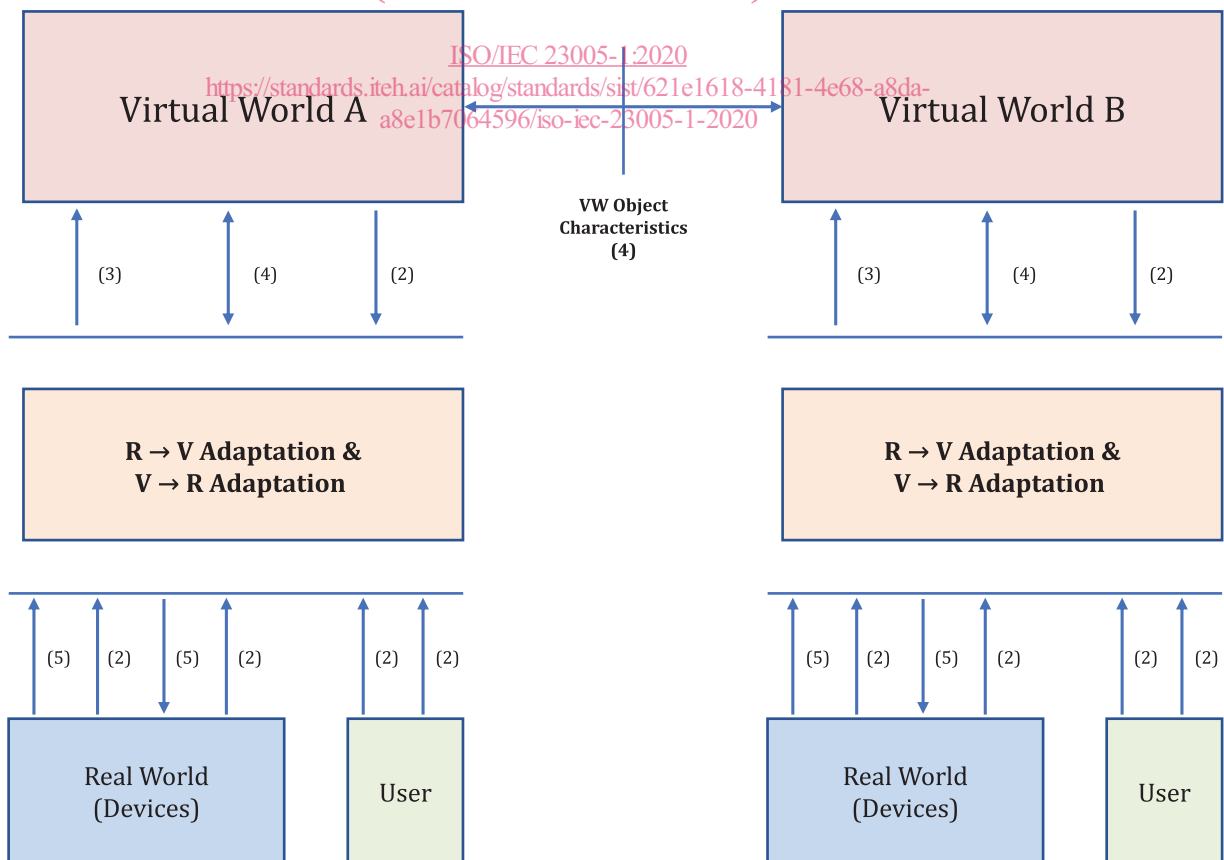 ISO/IEC 23005-1:2020
https://standards.iteh.ai/catalog/standards/sist/621e1618-4181-4e68-a8da-
a8e1b7064596/iso-iec-23005-1-2020
Virtual World A
Virtual World B
VW Object
Characteristics
(4)
(3) (4) (2)
(3) (4) (2)
R → V Adaptation &
V → R Adaptation
R → V Adaptation &
V → R Adaptation
(5) (2) (5) (2) (2) (2)
(5) (2) (5) (2) (2) (2)
Real World
(Devices)
User
Real World
(Devices)
User